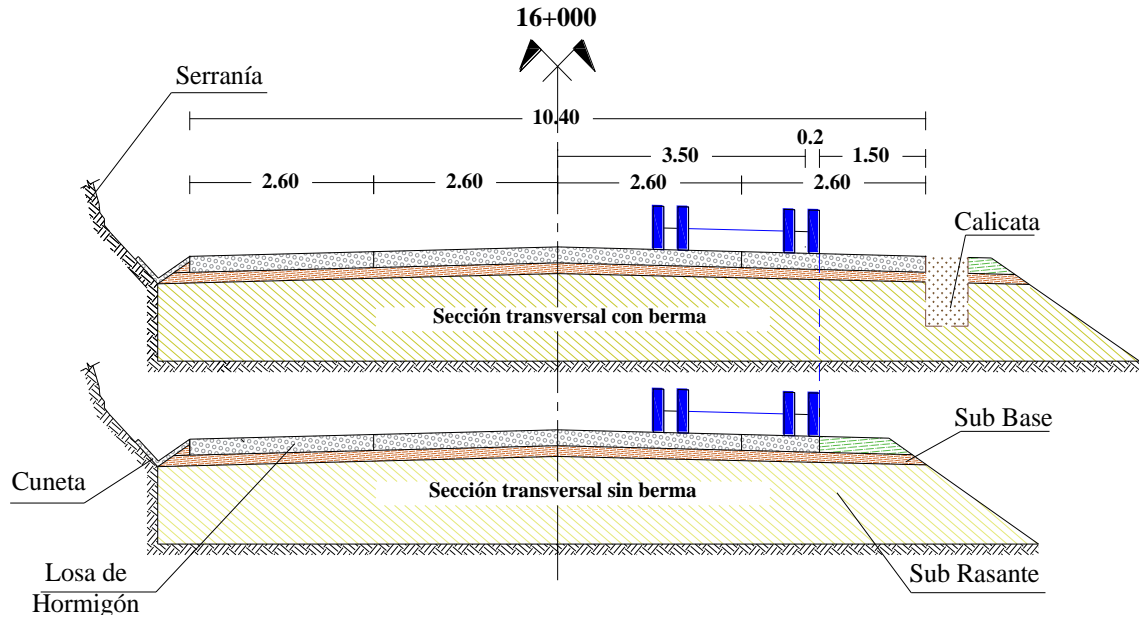 16+000
Serranía
10.40
0.2
3.50
1.50
2.60
2.60
2.60
2.60
Calicata
Sección transversal con berma
Sub Base
Cuneta
Sección transversal sin berma
Losa de
Hormigón
Sub Rasante